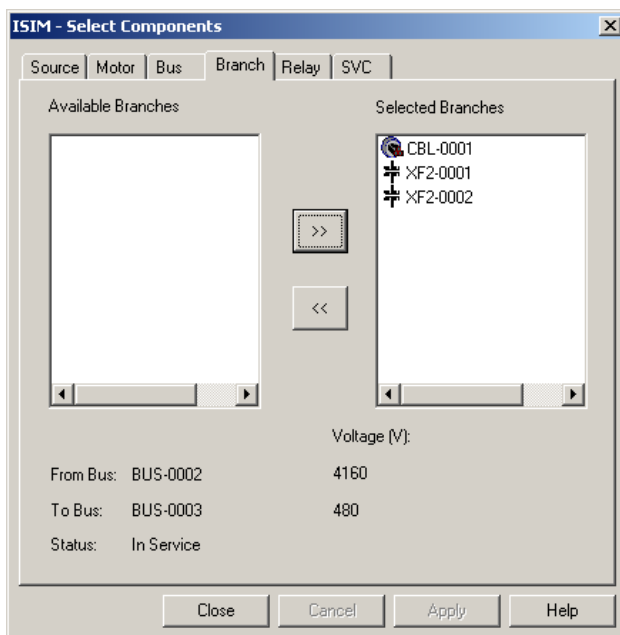 ISIM - Select Components
Source Motor Bus Branch Relay SVC
Available Branches Selected Branches
CBL-0001
XF2-0001
XF2-0002
>>
<<
Voltage (V):
From Bus: BUS-0002 4160
To Bus: BUS-0003 480
Status: In Service
Close Cancel Apply Help